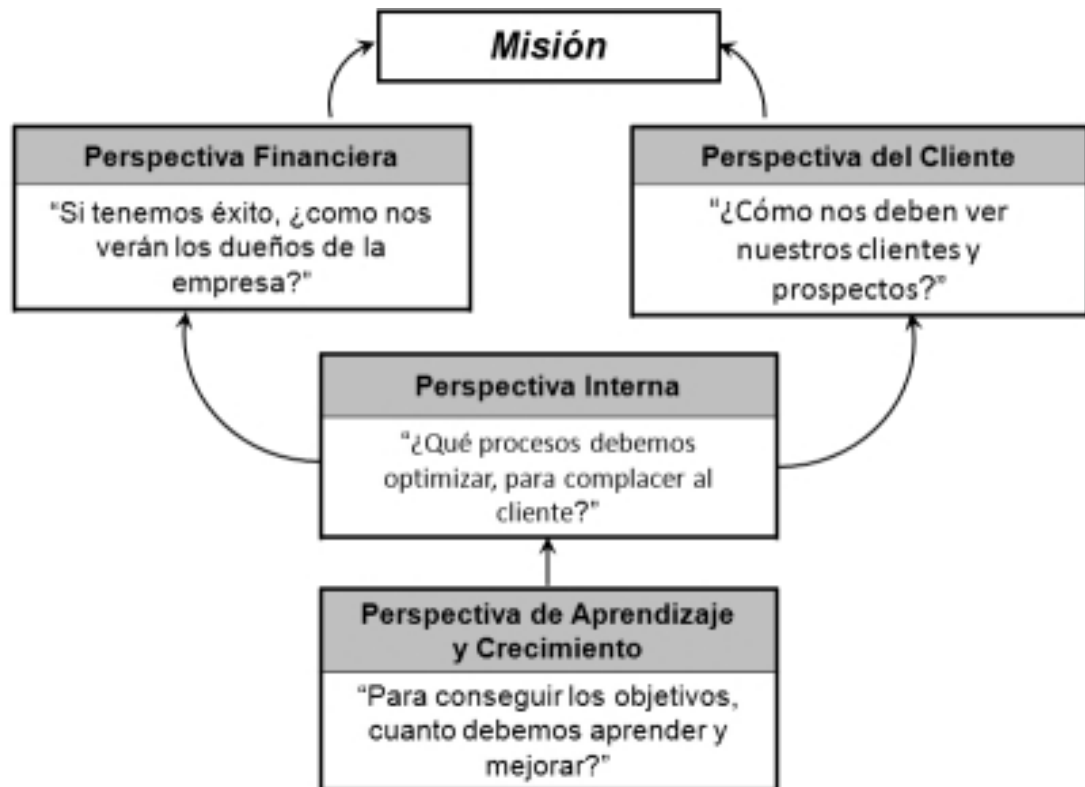 Misión
Perspectiva Financiera
“Si tenemos éxito, ¿como nos
verán los dueños de la
empresa?”
Perspectiva del Cliente
“¿Cómo nos deben ver
nuestros clientes y
prospectos?”
Perspectiva Interna
“¿Qué procesos debemos
optimizar, para complacer al
cliente?”
Perspectiva de Aprendizaje
y Crecimiento
“Para conseguir los objetivos,
cuanto debemos aprender y
mejorar?”